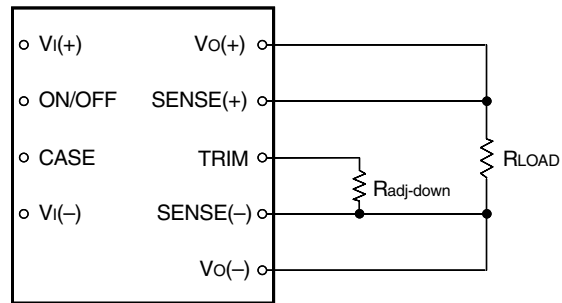 VI(+) VO(+)
ON/OFF SENSE(+)
CASE TRIM RLOAD
Radj-down
VI(–) SENSE(–)
VO(–)